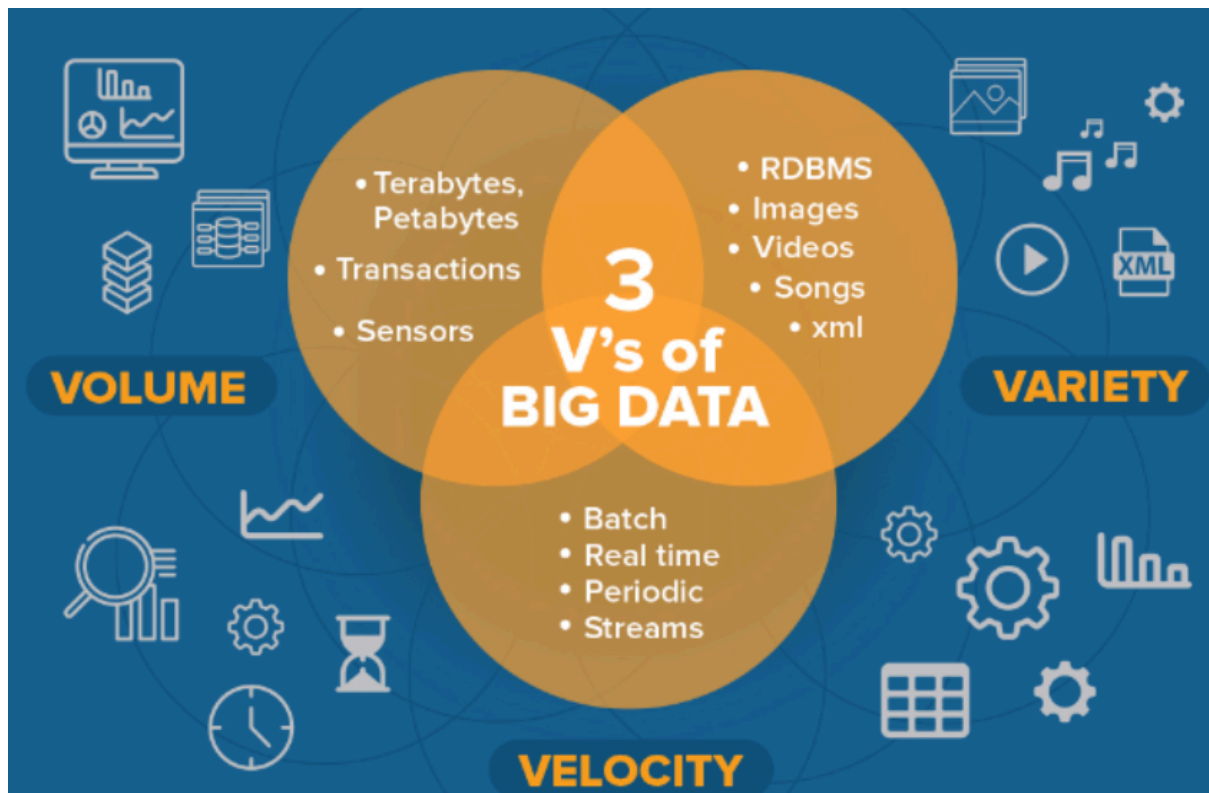 • Terabytes,
Petabytes
• Transactions
• Sensors
• RDBMS
• Images
• Videos
• Songs
• xml
XML
3
V's of
BIG DATA
VOLUME
VARIETY
• Batch
• Real time
• Periodic
• Streams
VELOCITY